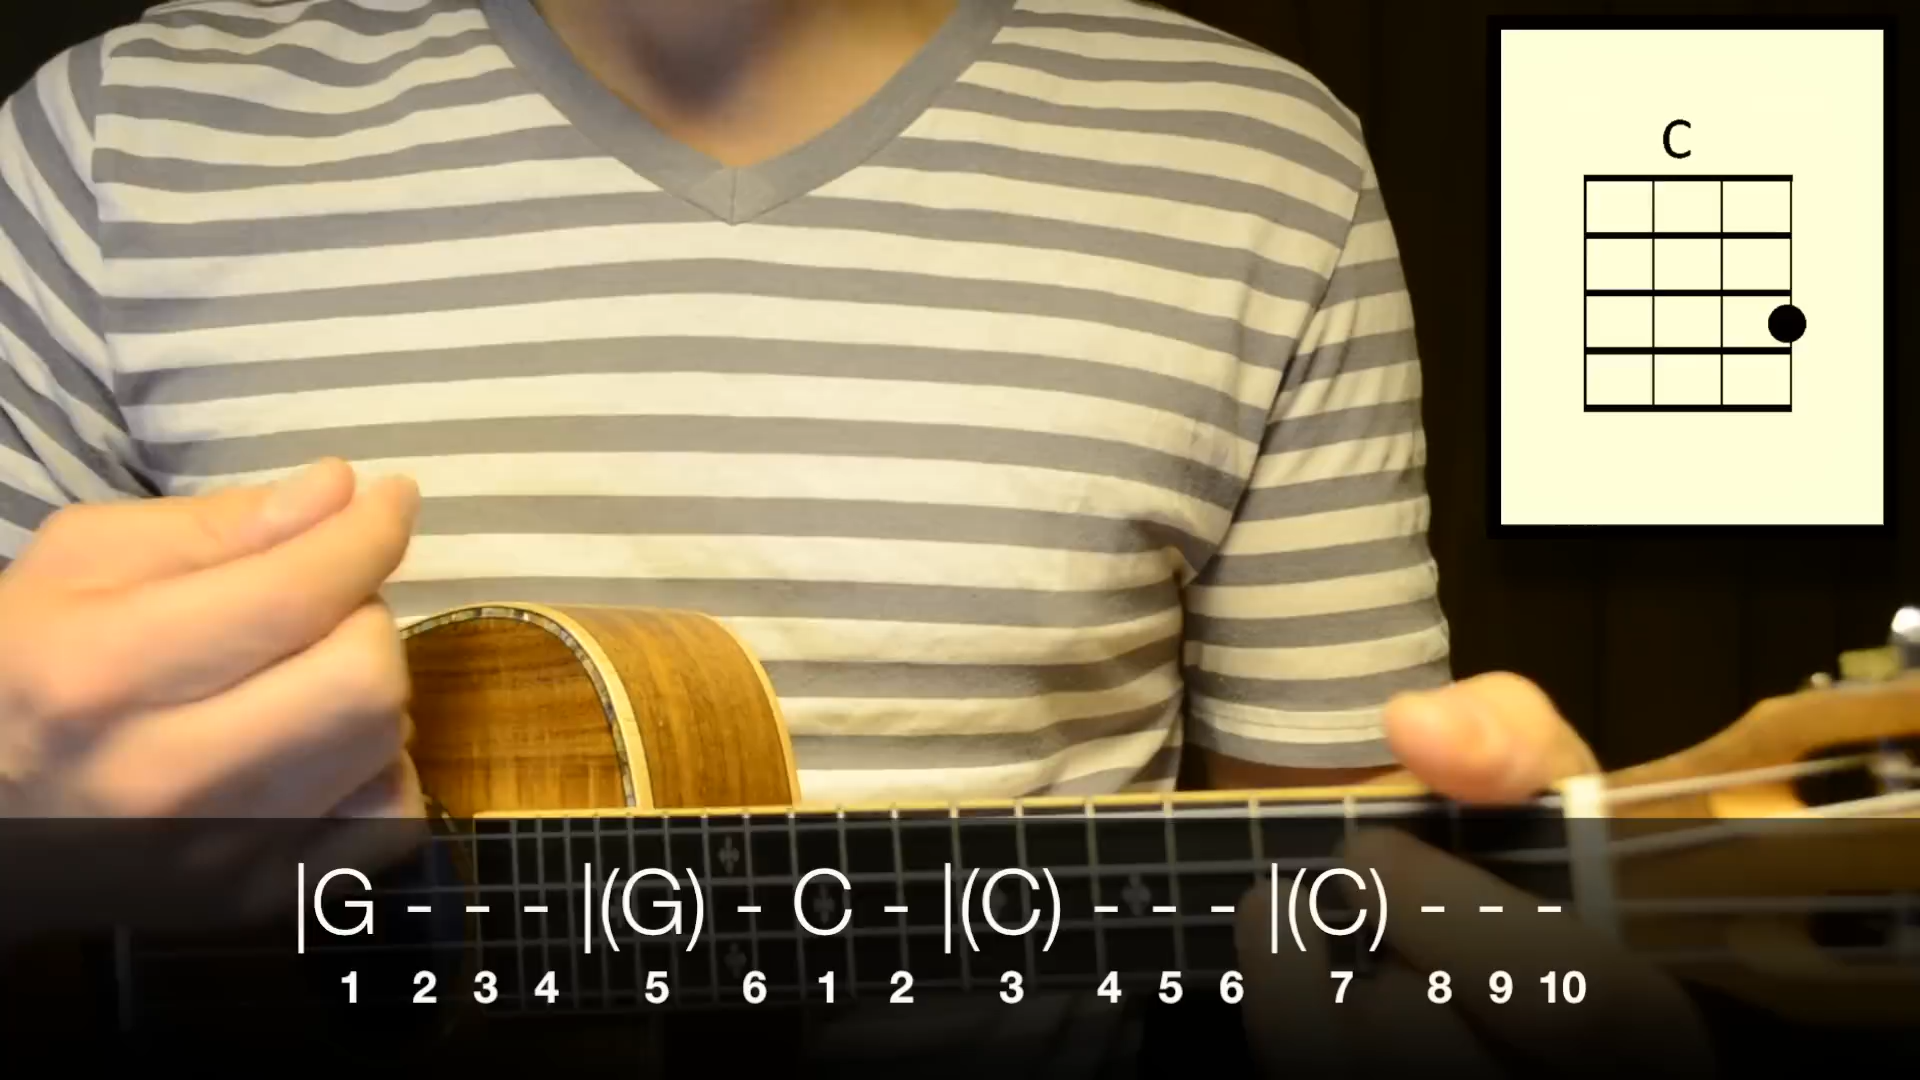 C
|G - - - |(G) - C - |(C) - - - |(C) - - -
1 2 3 4 5 6 1 2 3 4 5 6 7 8 9 10